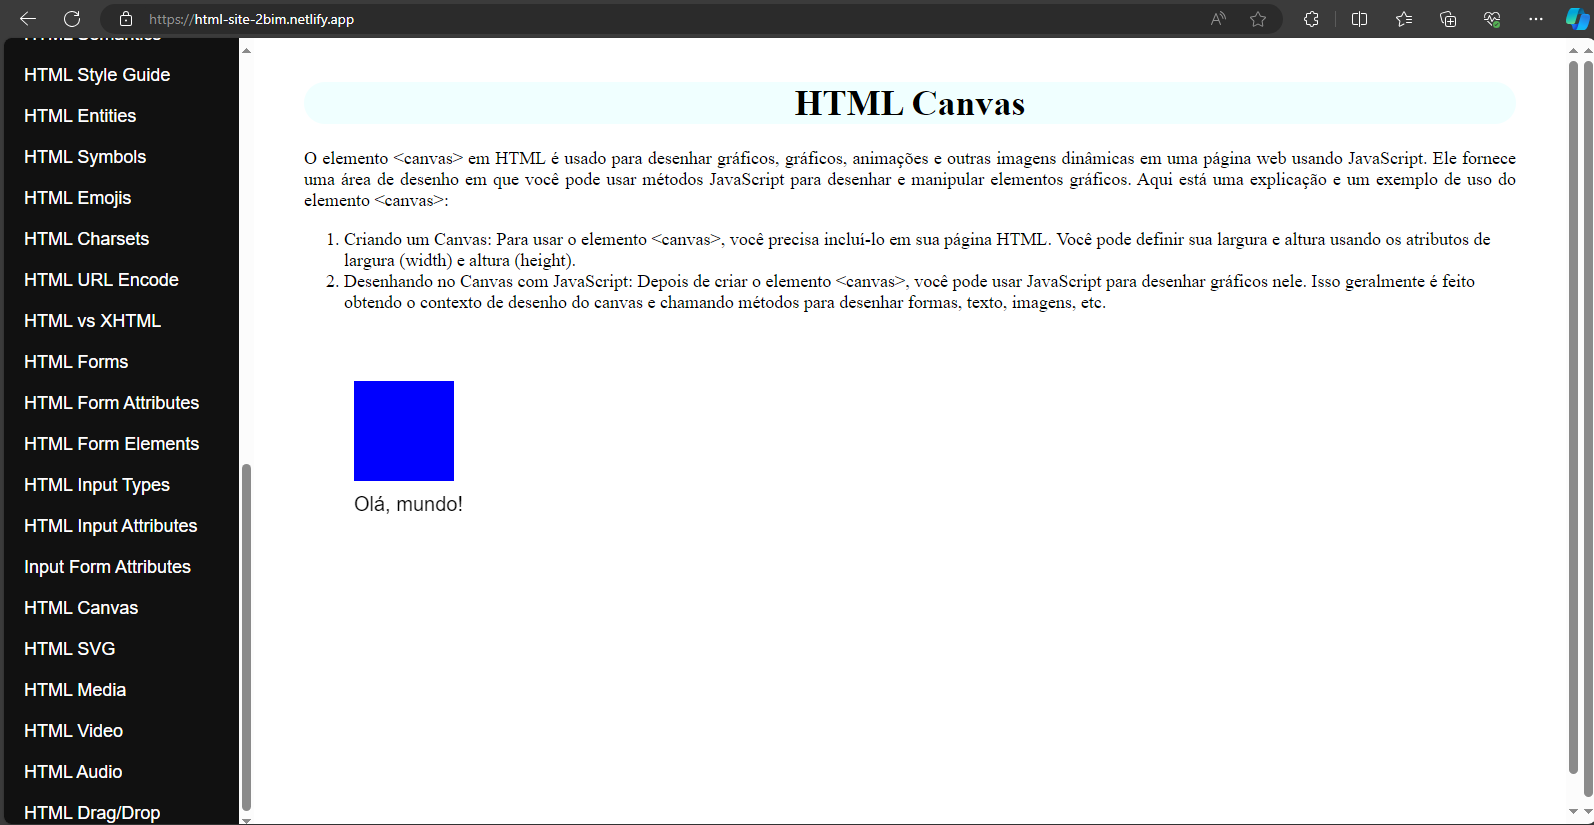 https://html-site-2bim.netlify.app
HTML Semantics
HTML Style Guide
HTML Entities
HTML Symbols
HTML Emojis
HTML Charsets
HTML URL Encode
HTML vs XHTML
HTML Forms
HTML Form Attributes
HTML Form Elements
HTML Input Types
HTML Input Attributes
Input Form Attributes
HTML Canvas
HTML SVG
HTML Media
HTML Video
HTML Audio
HTML Drag/Drop
HTML Canvas
O elemento <canvas> em HTML é usado para desenhar gráficos, gráficos, animações e outras imagens dinâmicas em uma página web usando JavaScript. Ele fornece
uma área de desenho em que você pode usar métodos JavaScript para desenhar e manipular elementos gráficos. Aqui está uma explicação e um exemplo de uso do
elemento <canvas>:
1. Criando um Canvas: Para usar o elemento <canvas>, você precisa incluí-lo em sua página HTML. Você pode definir sua largura e altura usando os atributos de
largura (width) e altura (height).
2. Desenhando no Canvas com JavaScript: Depois de criar o elemento <canvas>, você pode usar JavaScript para desenhar gráficos nele. Isso geralmente é feito
obtendo o contexto de desenho do canvas e chamando métodos para desenhar formas, texto, imagens, etc.
Olá, mundo!